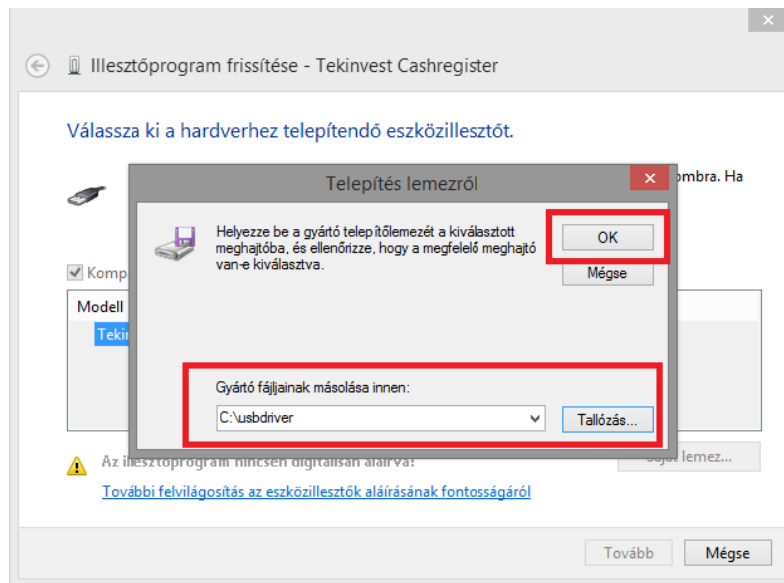 Illesztőprogram frissítése - Tekinvest Cashregister
Válassza ki a hardverhez telepítendő eszközillesztőt.
ombra. Ha
Telepítés lemezről
Helyezze be a gyártó telepítőlemezét a kiválasztott
meghajtóba, és ellenőrizze, hogy a megfelelő meghajtó
van-e kiválasztva.
OK
Mégse
Komp
Modell
Tekin
Gyártó fájljainak másolása innen:
C:\usbdriver
Tallózás...
Az illesztőprogram nincsen digitálisan aláírva!
Saját lemez...
További felvilágosítás az eszközillesztők aláírásának fontosságáról
Tovább
Mégse